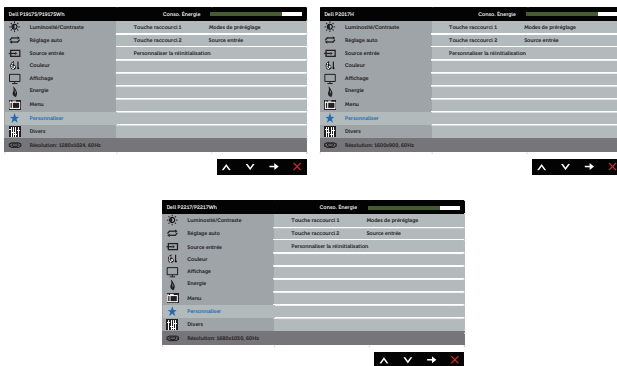 Dell P1917S/P1917SWh Conso. Énergie
Luminosité/Contraste Touche raccourci 1 Modes de préréglage
Réglage auto Touche raccourci 2 Source entrée
Source entrée Personnaliser la réinitialisation
Couleur
Affichage
Energie
Menu
Personnaliser
Divers
Résolution: 1280x1024, 60Hz
Dell P2017H Conso. Énergie
Luminosité/Contraste Touche raccourci 1 Modes de préréglage
Réglage auto Touche raccourci 2 Source entrée
Source entrée Personnaliser la réinitialisation
Couleur
Affichage
Energie
Menu
Personnaliser
Divers
Résolution: 1600x900, 60Hz
Dell P2217/P2217Wh Conso. Énergie
Luminosité/Contraste Touche raccourci 1 Modes de préréglage
Réglage auto Touche raccourci 2 Source entrée
Source entrée Personnaliser la réinitialisation
Couleur
Affichage
Energie
Menu
Personnaliser
Divers
Résolution: 1680x1050, 60Hz